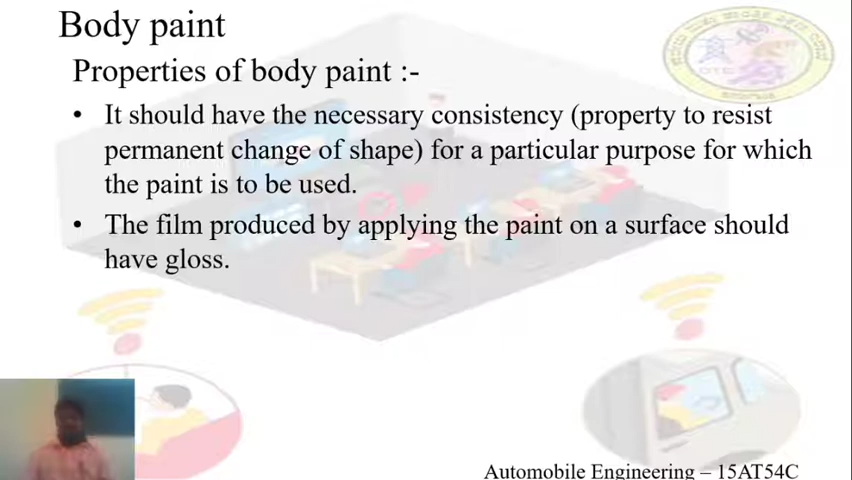 Body paint
Properties of body paint :-
• It should have the necessary consistency (property to resist
permanent change of shape) for a particular purpose for which
the paint is to be used.
• The film produced by applying the paint on a surface should
have gloss.
Automobile Engineering – 15AT54C